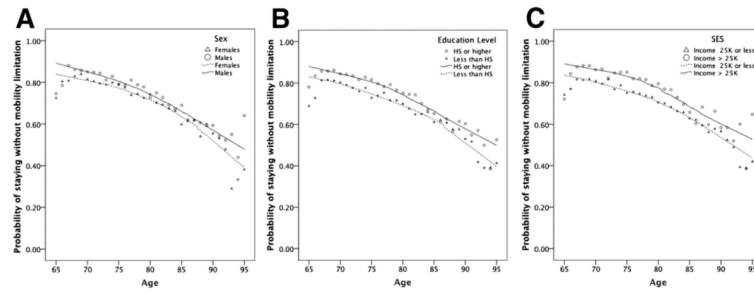 A
Probability of staying without mobility limitation
1.00
0.80
0.60
0.40
0.20
0.00
65 70 75 80 85 90 95
Age
Sex
Females
Males
Females
Males
B
Probability of staying without mobility limitation
1.00
0.80
0.60
0.40
0.20
0.00
65 70 75 80 85 90 95
Age
Education Level
HS or higher
Less than HS
HS or higher
Less than HS
C
Probability of staying without mobility limitation
1.00
0.80
0.60
0.40
0.20
0.00
65 70 75 80 85 90 95
Age
SES
Income 25K or less
Income > 25K
Income 25K or less
Income > 25K